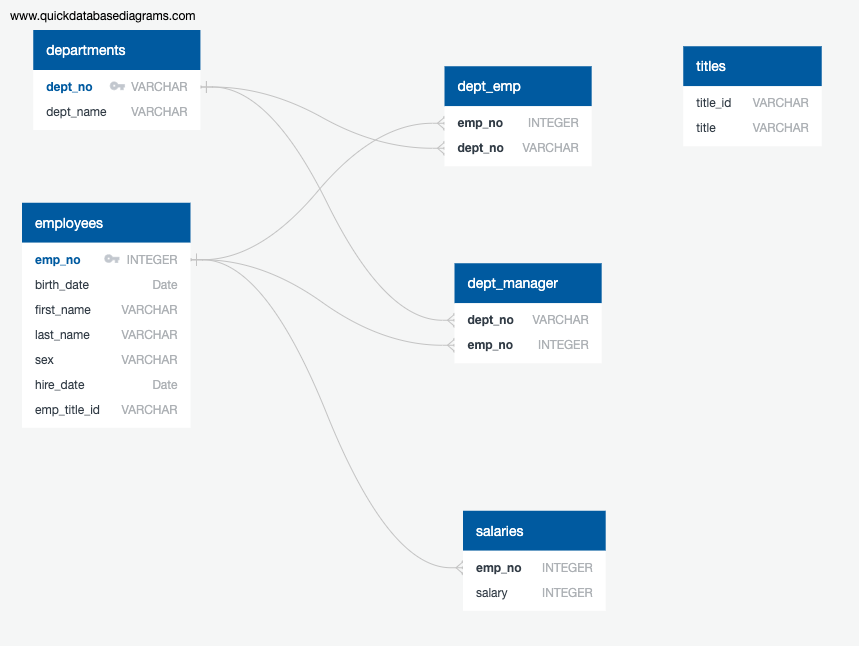 www.quickdatabasediagrams.com
departments
dept_no VARCHAR
dept_name VARCHAR
employees
emp_no INTEGER
birth_date Date
first_name VARCHAR
last_name VARCHAR
sex VARCHAR
hire_date Date
emp_title_id VARCHAR
dept_emp
emp_no INTEGER
dept_no VARCHAR
dept_manager
dept_no VARCHAR
emp_no INTEGER
salaries
emp_no INTEGER
salary INTEGER
titles
title_id VARCHAR
title VARCHAR